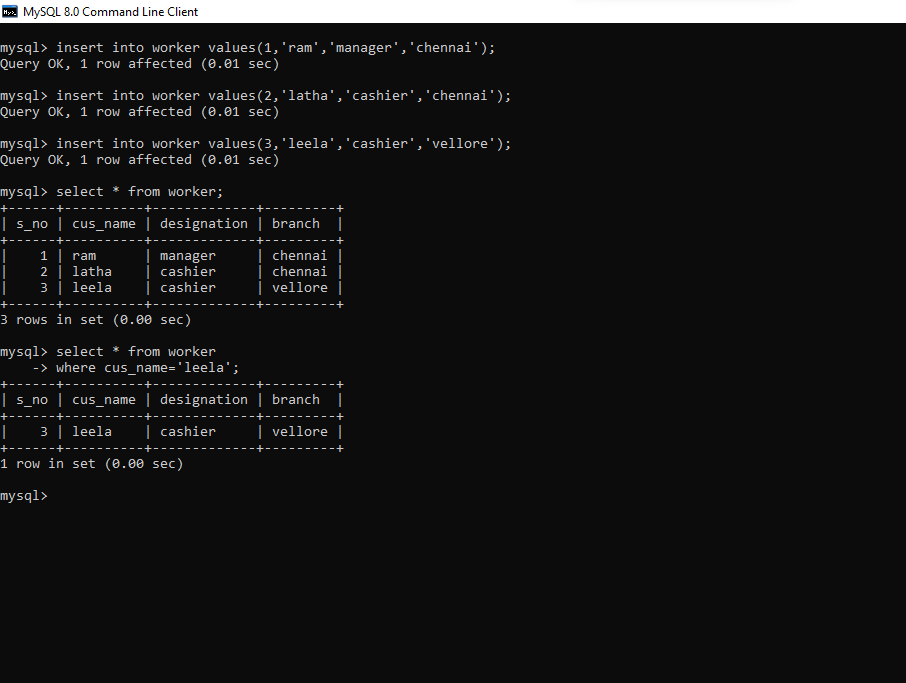 MySQL 8.0 Command Line Client
mysql> insert into worker values(1,'ram','manager','chennai');
Query OK, 1 row affected (0.01 sec)
mysql> insert into worker values(2,'latha','cashier','chennai');
Query OK, 1 row affected (0.01 sec)
mysql> insert into worker values(3,'leela','cashier','vellore');
Query OK, 1 row affected (0.01 sec)
mysql> select * from worker;
+------+----------+-------------+---------+
| s_no | cus_name | designation | branch  |
+------+----------+-------------+---------+
|    1 | ram      | manager     | chennai |
|    2 | latha    | cashier     | chennai |
|    3 | leela    | cashier     | vellore |
+------+----------+-------------+---------+
3 rows in set (0.00 sec)
mysql> select * from worker
    -> where cus_name='leela';
+------+----------+-------------+---------+
| s_no | cus_name | designation | branch  |
+------+----------+-------------+---------+
|    3 | leela    | cashier     | vellore |
+------+----------+-------------+---------+
1 row in set (0.00 sec)
mysql>